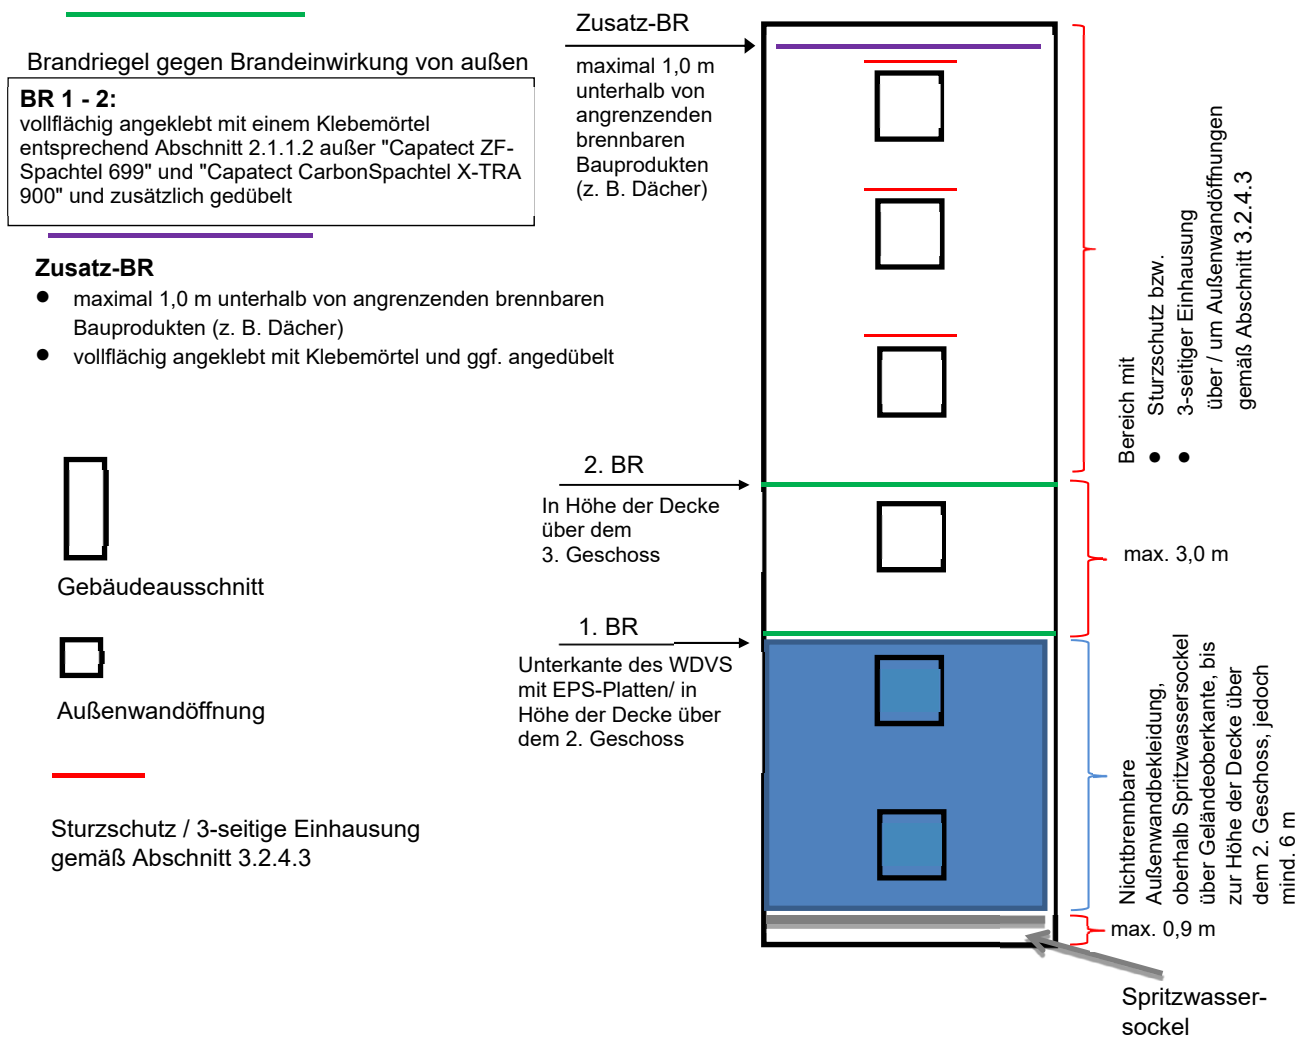 Brandriegel gegen Brandeinwirkung von außen
BR 1 - 2:
vollflächig angeklebt mit einem Klebemörtel
entsprechend Abschnitt 2.1.1.2 außer "Capatect ZF-
Spachtel 699" und "Capatect CarbonSpachtel X-TRA
900" und zusätzlich gedübelt
Zusatz-BR
● maximal 1,0 m unterhalb von angrenzenden brennbaren
Bauprodukten (z. B. Dächer)
● vollflächig angeklebt mit Klebemörtel und ggf. angedübelt
Gebäudeausschnitt
Außenwandöffnung
Sturzschutz / 3-seitige Einhausung
gemäß Abschnitt 3.2.4.3
Zusatz-BR
maximal 1,0 m
unterhalb von
angrenzenden
brennbaren
Bauprodukten
(z. B. Dächer)
2. BR
In Höhe der Decke
über dem
3. Geschoss
1. BR
Unterkante des WDVS
mit EPS-Platten/ in
Höhe der Decke über
dem 2. Geschoss
Bereich mit
● Sturzschutz bzw.
● 3-seitiger Einhausung
über / um Außenwandöffnungen
gemäß Abschnitt 3.2.4.3
max. 3,0 m
Nichtbrennbare
Außenwandbekleidung,
oberhalb Spritzwassersockel
über Geländeoberkante, bis
zur Höhe der Decke über
dem 2. Geschoss, jedoch
mind. 6 m
max. 0,9 m
Spritzwasser-
sockel